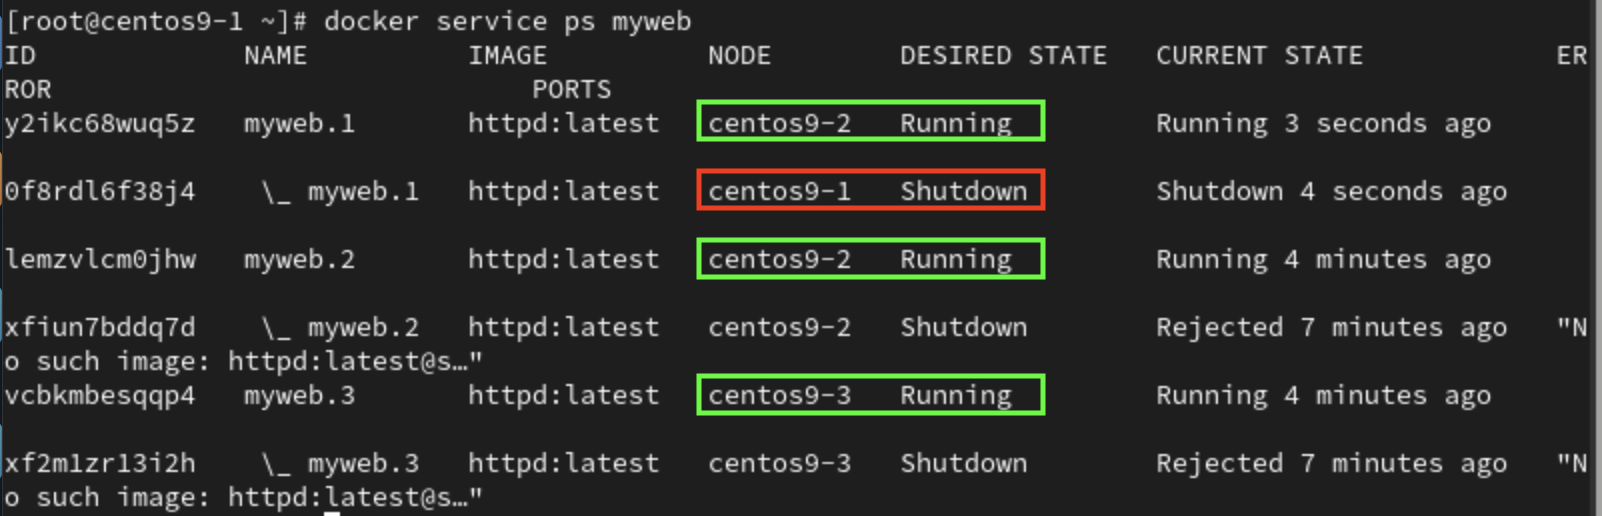 [root@centos9-1 ~]# docker service ps myweb
ID               NAME          IMAGE          NODE        DESIRED STATE   CURRENT STATE            ER
ROR                              PORTS
y2ikc68wuq5z   myweb.1       httpd:latest   centos9-2   Running         Running 3 seconds ago
0f8rdl6f38j4    \_ myweb.1   httpd:latest   centos9-1   Shutdown        Shutdown 4 seconds ago
lemzvlcm0jhw   myweb.2       httpd:latest   centos9-2   Running         Running 4 minutes ago
xfiun7bddq7d    \_ myweb.2   httpd:latest   centos9-2   Shutdown        Rejected 7 minutes ago   "N
o such image: httpd:latest@s…"
vcbkmbesqqp4   myweb.3       httpd:latest   centos9-3   Running         Running 4 minutes ago
xf2m1zr13i2h    \_ myweb.3   httpd:latest   centos9-3   Shutdown        Rejected 7 minutes ago   "N
o such image: httpd:latest@s…"